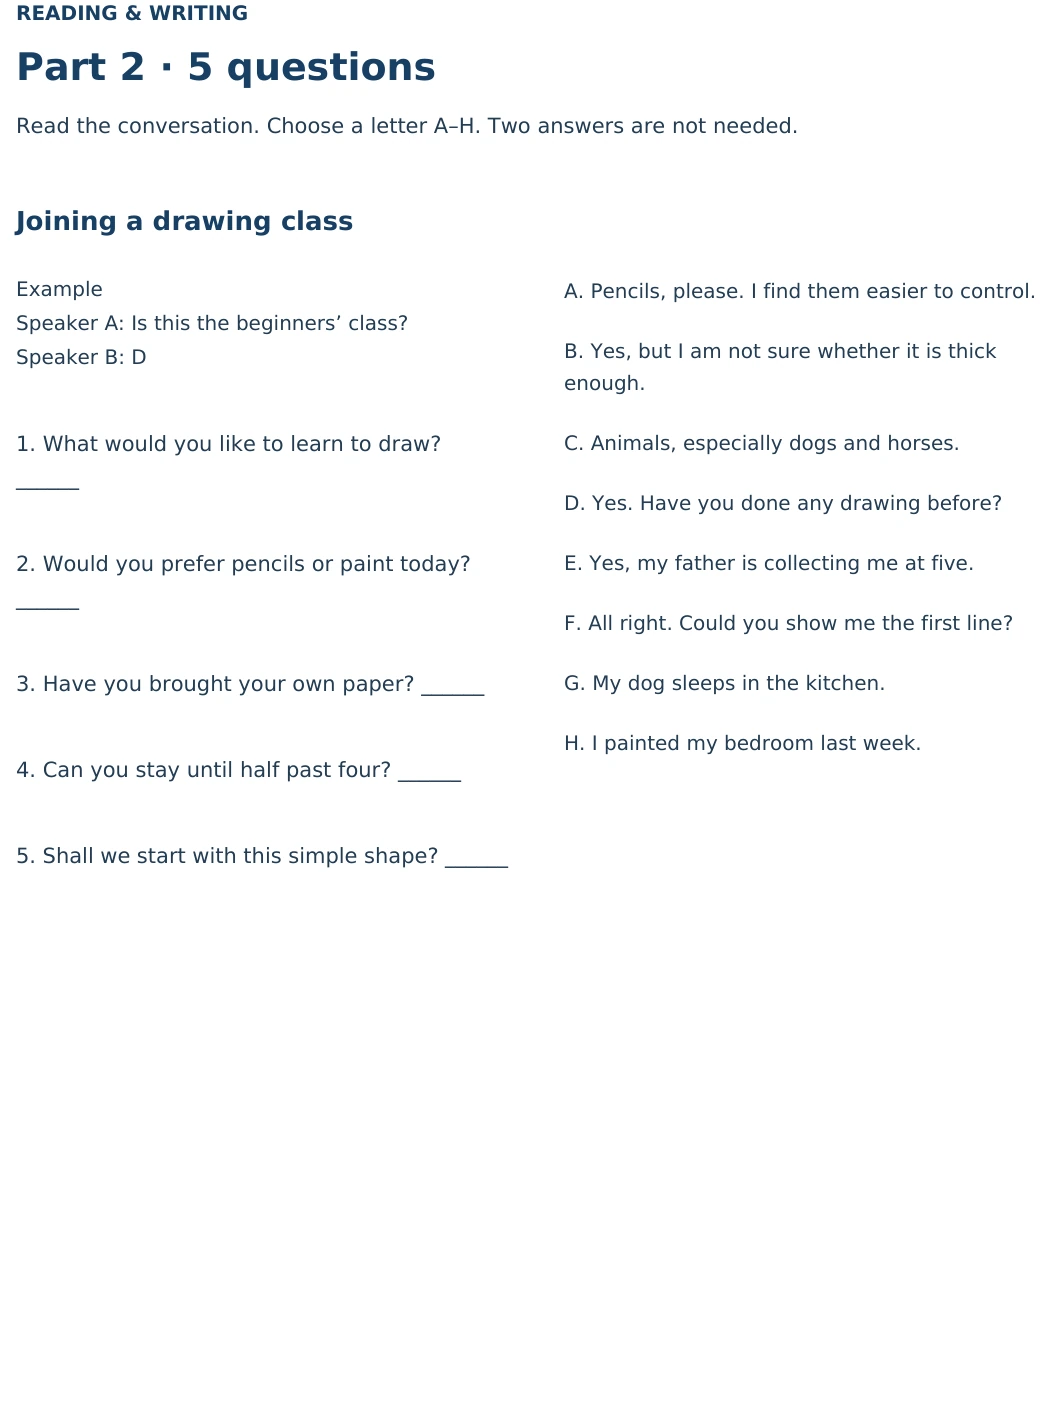 READING & WRITING
Part 2 · 5 questions
Read the conversation. Choose a letter A–H. Two answers are not needed.
Joining a drawing class
Example
Speaker A: Is this the beginners’ class?
Speaker B: D
1. What would you like to learn to draw?
______
2. Would you prefer pencils or paint today?
______
3. Have you brought your own paper? ______
4. Can you stay until half past four? ______
5. Shall we start with this simple shape? ______
A. Pencils, please. I find them easier to control.
B. Yes, but I am not sure whether it is thick
enough.
C. Animals, especially dogs and horses.
D. Yes. Have you done any drawing before?
E. Yes, my father is collecting me at five.
F. All right. Could you show me the first line?
G. My dog sleeps in the kitchen.
H. I painted my bedroom last week.